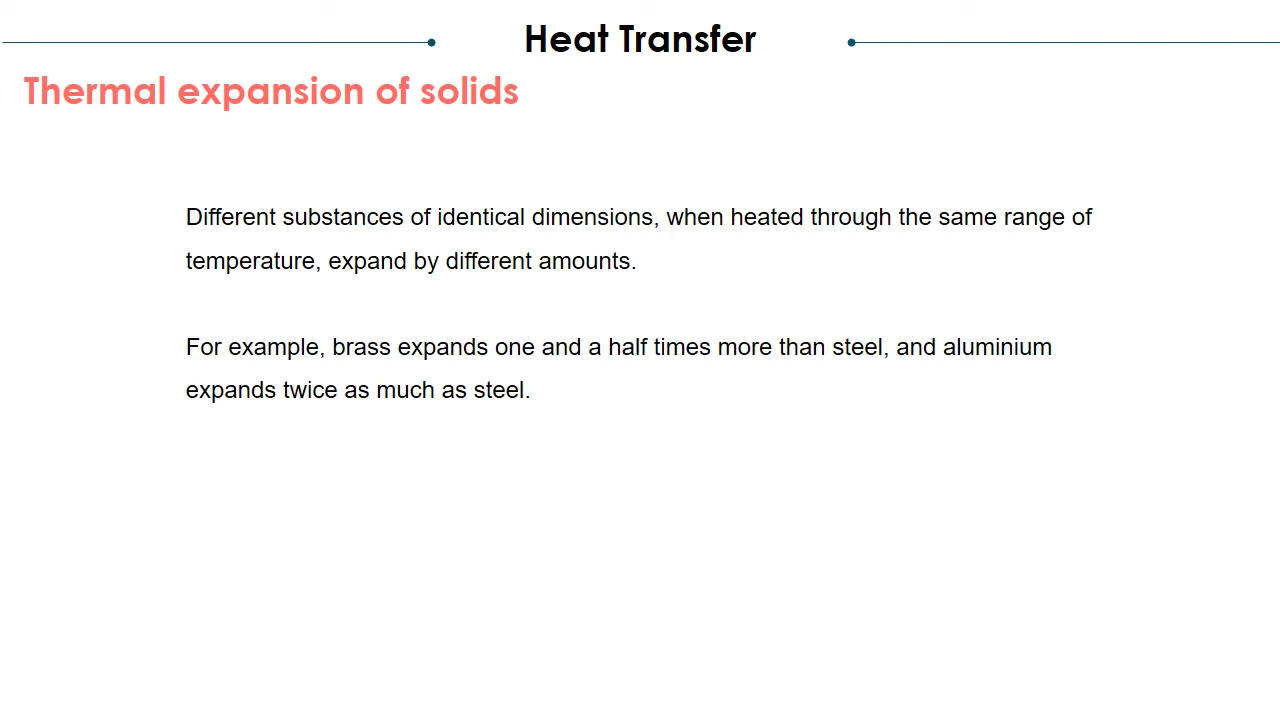 Heat Transfer
Thermal expansion of solids
Different substances of identical dimensions, when heated through the same range of
temperature, expand by different amounts.
For example, brass expands one and a half times more than steel, and aluminium
expands twice as much as steel.